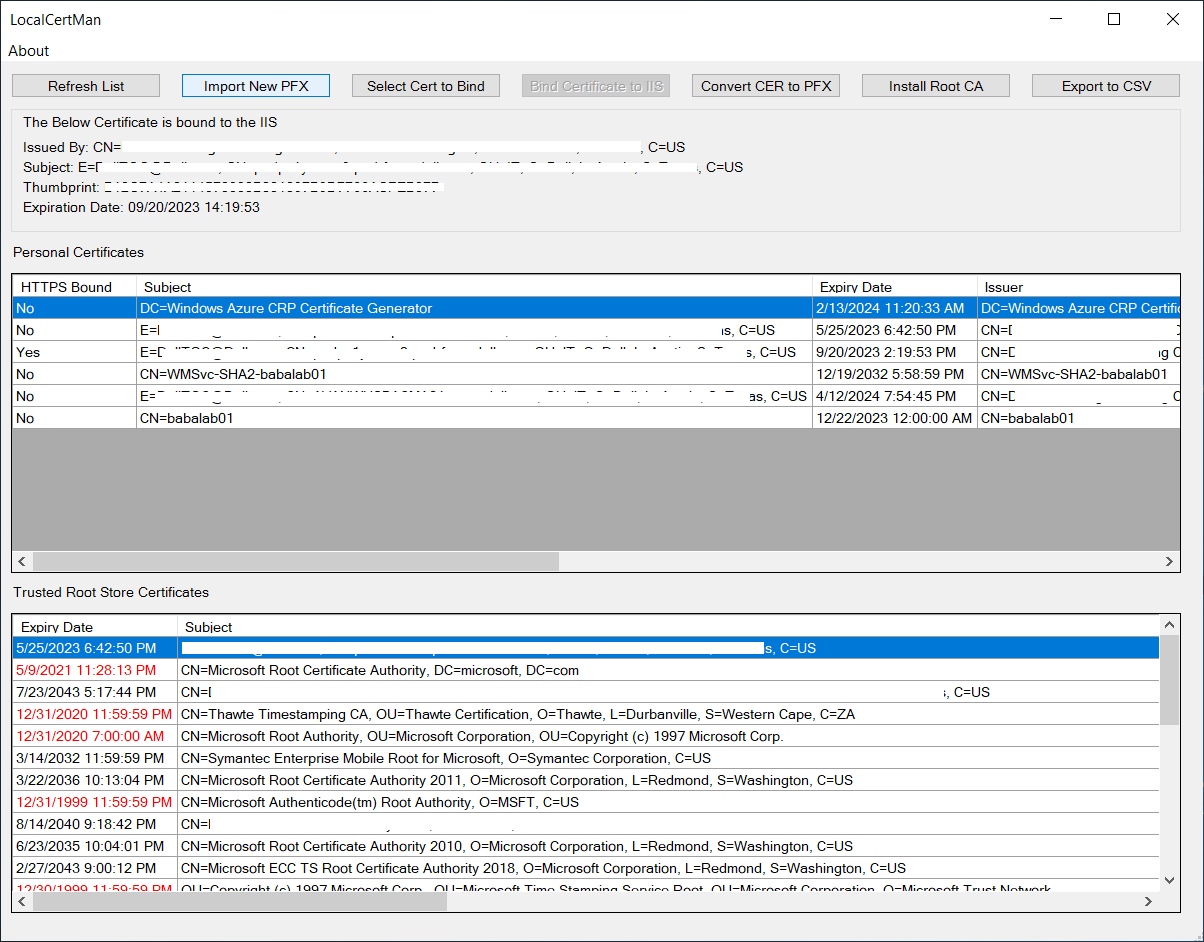 LocalCertMan
About
Refresh List Import New PFX Select Cert to Bind Bind Certificate to IIS Convert CER to PFX Install Root CA Export to CSV
The Below Certificate is bound to the IIS
Issued By: CN= , C=US
Subject: E= , C=US
Thumbprint:
Expiration Date: 09/20/2023 14:19:53
Personal Certificates
HTTPS Bound Subject Expiry Date Issuer
No DC=Windows Azure CRP Certificate Generator 2/13/2024 11:20:33 AM DC=Windows Azure CRP Certific
No E= s, C=US 5/25/2023 6:42:50 PM CN=
Yes E= s, C=US 9/20/2023 2:19:53 PM CN=
No CN=WMSvc-SHA2-babalab01 12/19/2032 5:58:59 PM CN=WMSvc-SHA2-babalab01
No E= as, C=US 4/12/2024 7:54:45 PM CN=
No CN=babalab01 12/22/2023 12:00:00 AM CN=babalab01
Trusted Root Store Certificates
Expiry Date Subject
5/25/2023 6:42:50 PM s, C=US
5/9/2021 11:28:13 PM CN=Microsoft Root Certificate Authority, DC=microsoft, DC=com
7/23/2043 5:17:44 PM CN= , C=US
12/31/2020 11:59:59 PM CN=Thawte Timestamping CA, OU=Thawte Certification, O=Thawte, L=Durbanville, S=Western Cape, C=ZA
12/31/2020 7:00:00 AM CN=Microsoft Root Authority, OU=Microsoft Corporation, OU=Copyright (c) 1997 Microsoft Corp.
3/14/2032 11:59:59 PM CN=Symantec Enterprise Mobile Root for Microsoft, O=Symantec Corporation, C=US
3/22/2036 10:13:04 PM CN=Microsoft Root Certificate Authority 2011, O=Microsoft Corporation, L=Redmond, S=Washington, C=US
12/31/1999 11:59:59 PM CN=Microsoft Authenticode(tm) Root Authority, O=MSFT, C=US
8/14/2040 9:18:42 PM CN=
6/23/2035 10:04:01 PM CN=Microsoft Root Certificate Authority 2010, O=Microsoft Corporation, L=Redmond, S=Washington, C=US
2/27/2043 9:00:12 PM CN=Microsoft ECC TS Root Certificate Authority 2018, O=Microsoft Corporation, L=Redmond, S=Washington, C=US
12/30/1999 11:59:59 PM OU=Copyright (c) 1997 Microsoft Corp., OU=Microsoft Time Stamping Service Root, OU=Microsoft Corporation, O=Microsoft Trust Network